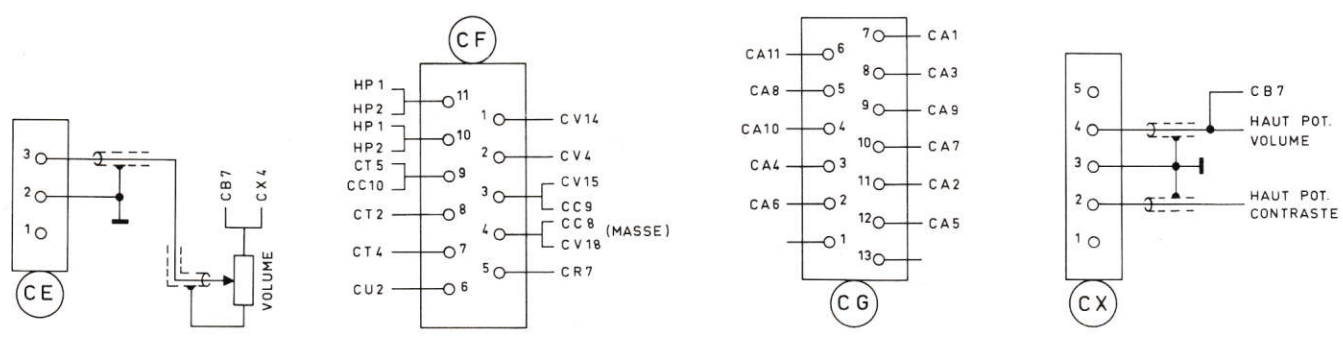 3
2
1
CE
CB7
CX4
VOLUME
CF
HP1
HP2
HP1
HP2
CT5
CC10
CT2
CT4
CU2
11
10
9
8
7
6
1
2
3
4
5
CV14
CV4
CV15
CC9
CC8
(MASSE)
CV18
CR7
CA11
CA8
CA10
CA4
CA6
6
5
4
3
2
1
7
8
9
10
11
12
13
CA1
CA3
CA9
CA7
CA2
CA5
CG
5
4
3
2
1
CX
CB7
HAUT POT.
VOLUME
HAUT POT.
CONTRASTE